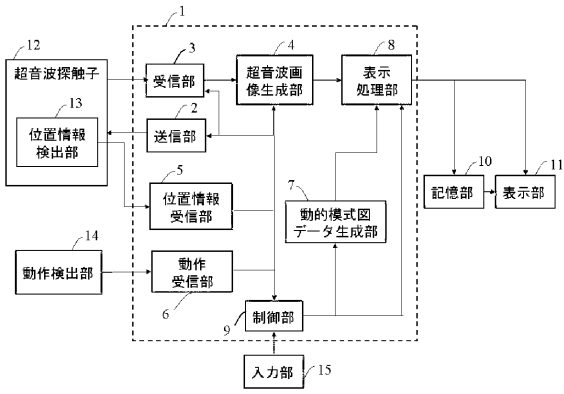 1
12
超音波探触子
13
位置情報
検出部
3
受信部
4
超音波画
像生成部
8
表示
処理部
2
送信部
5
位置情報
受信部
7
動的模式図
データ生成部
10
記憶部
11
表示部
14
動作検出部
動作
受信部
6
9
制御部
入力部
15